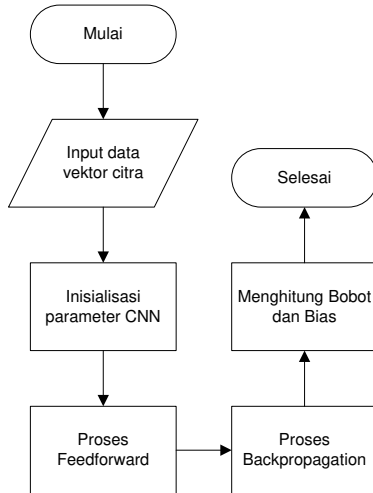 Mulai
Input data
vektor citra
Inisialisasi
parameter CNN
Proses
Feedforward
Proses
Backpropagation
Menghitung Bobot
dan Bias
Selesai